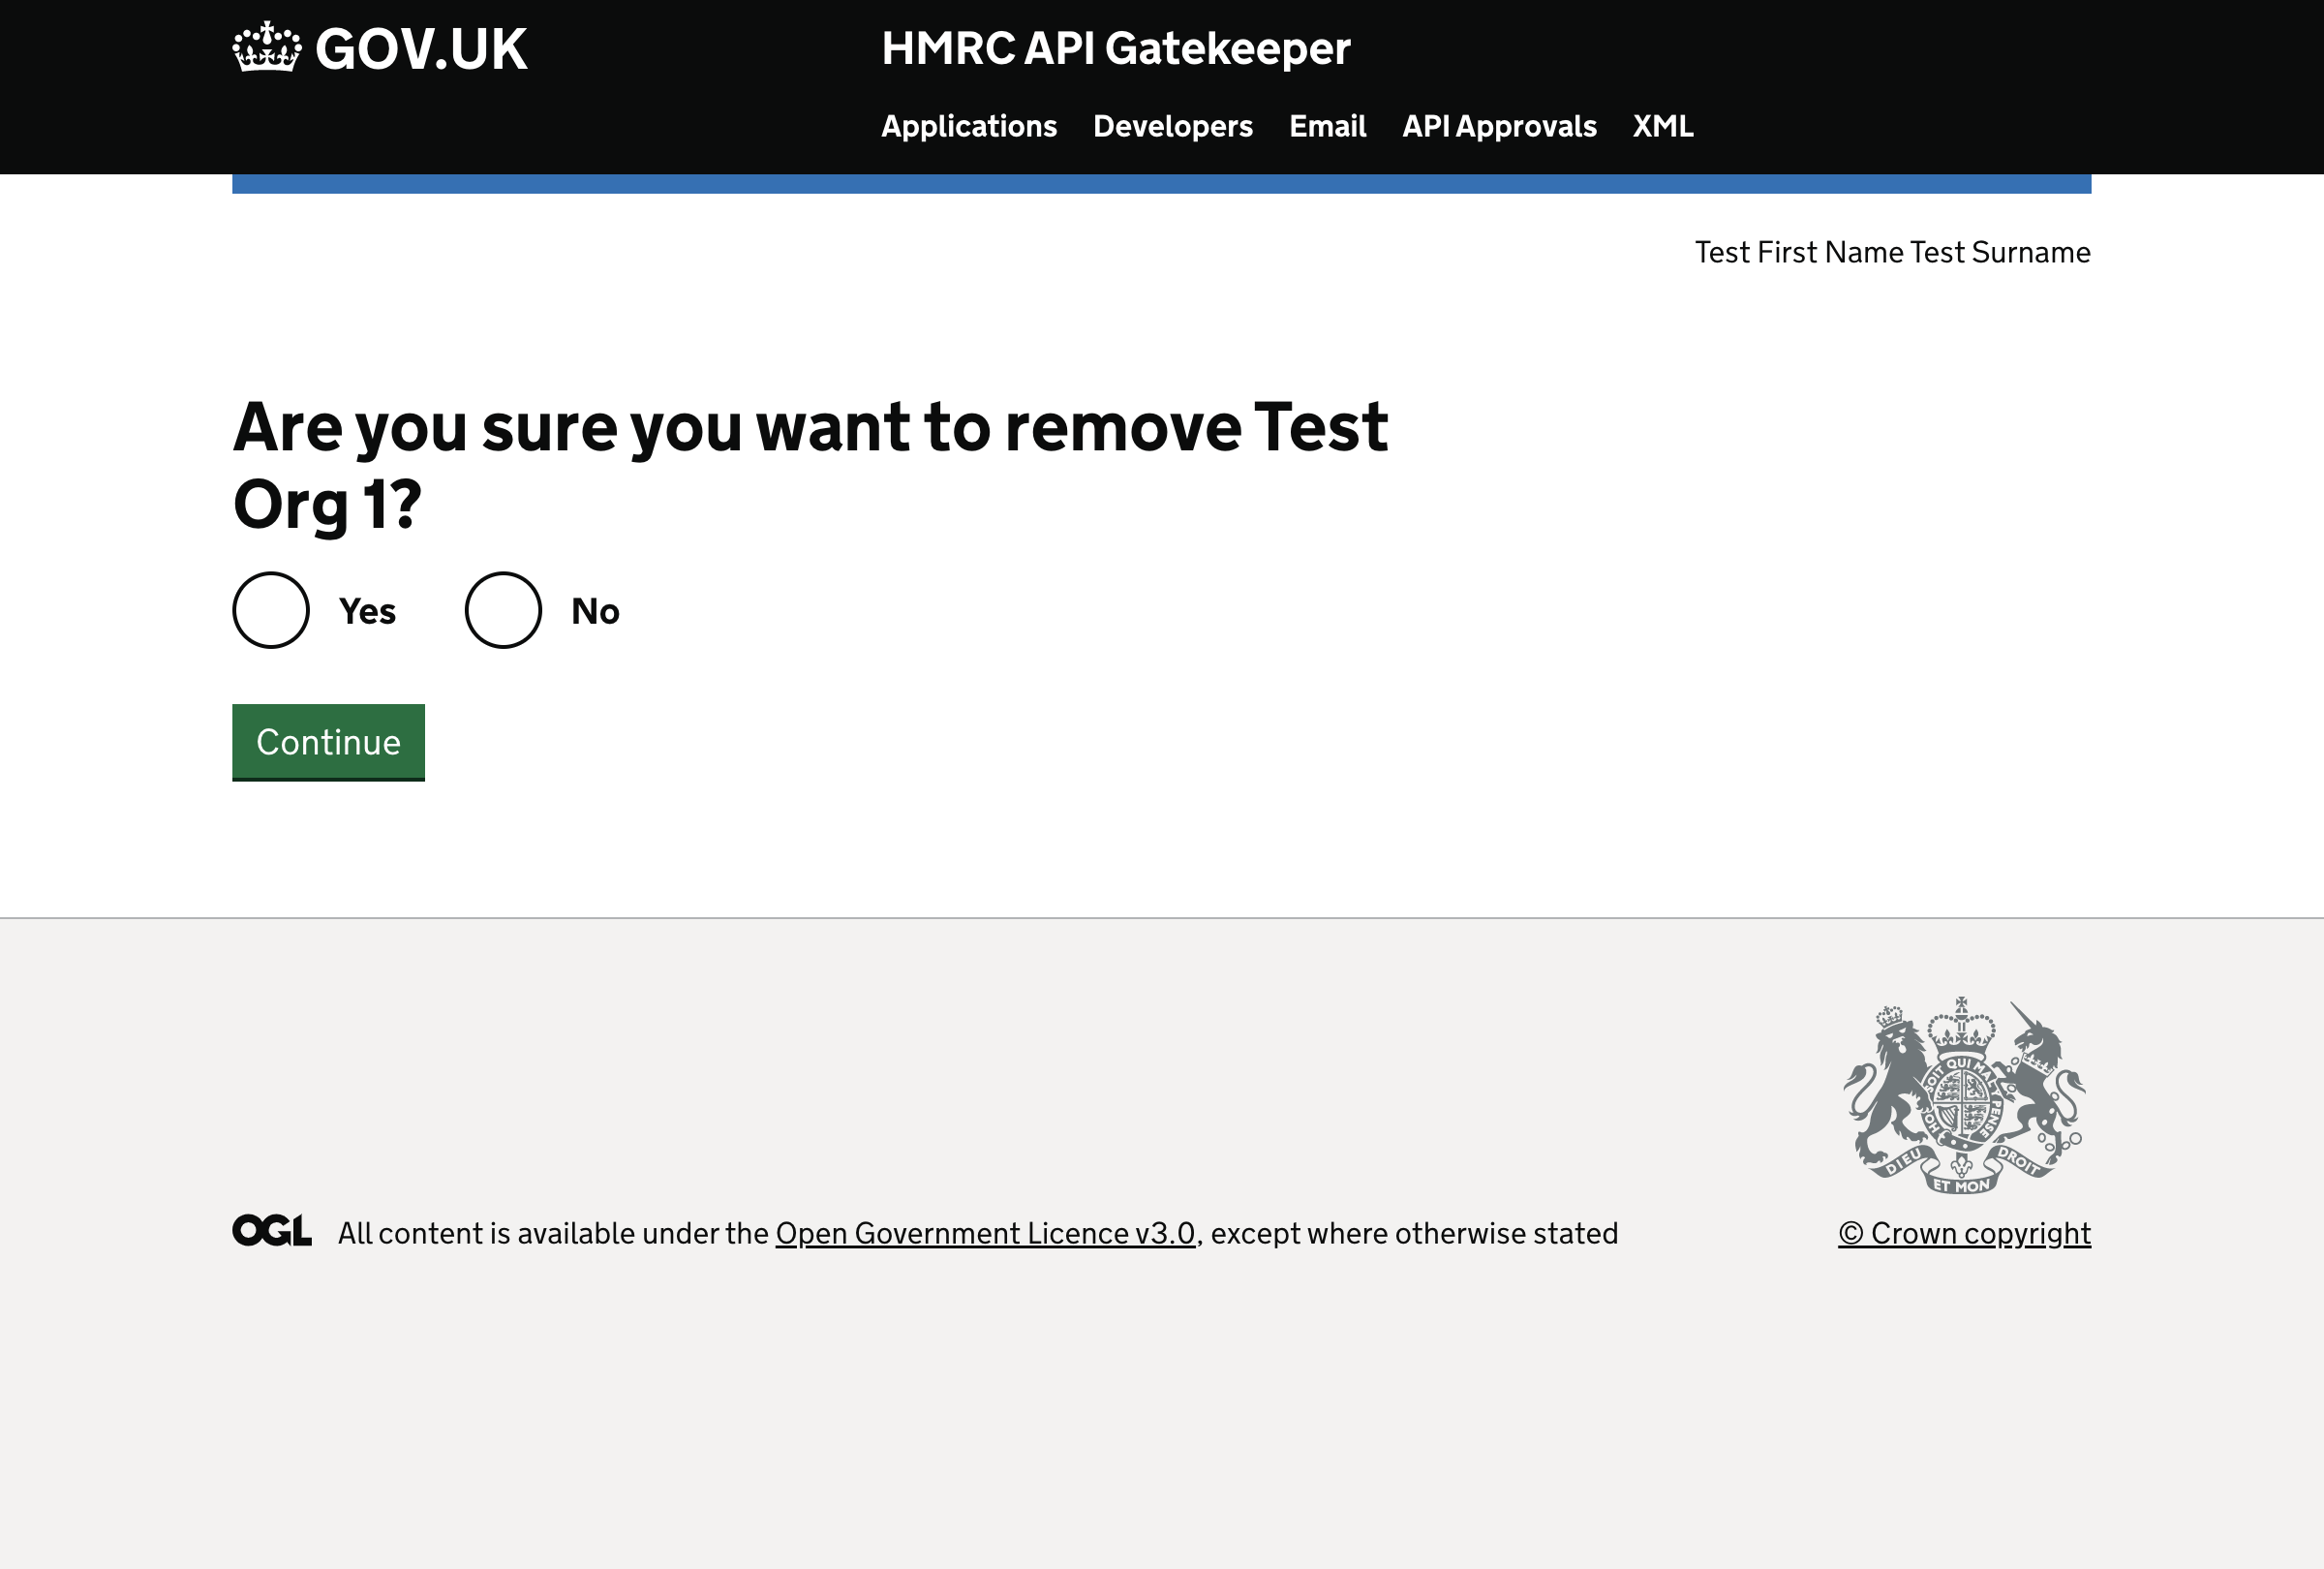 GOV.UK
HMRC API Gatekeeper
Applications Developers Email API Approvals XML
Test First Name Test Surname
Are you sure you want to remove Test
Org 1?
Yes No
Continue
SOIT QUI MAL Y PENSE
DIEU ET MON DROIT
OGL All content is available under the Open Government Licence v3.0, except where otherwise stated
© Crown copyright